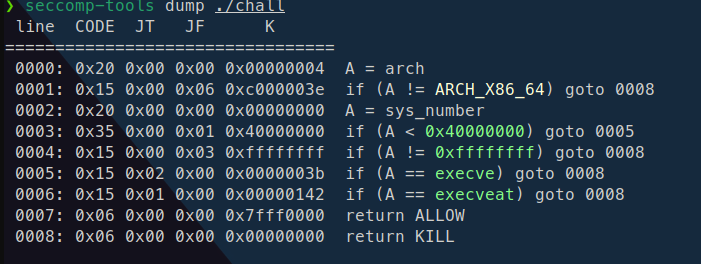 ❯ seccomp-tools dump ./chall
line CODE JT JF K
=================================
0000: 0x20 0x00 0x00 0x00000004 A = arch
0001: 0x15 0x00 0x06 0xc000003e if (A != ARCH_X86_64) goto 0008
0002: 0x20 0x00 0x00 0x00000000 A = sys_number
0003: 0x35 0x00 0x01 0x40000000 if (A < 0x40000000) goto 0005
0004: 0x15 0x00 0x03 0xffffffff if (A != 0xffffffff) goto 0008
0005: 0x15 0x02 0x00 0x0000003b if (A == execve) goto 0008
0006: 0x15 0x01 0x00 0x00000142 if (A == execveat) goto 0008
0007: 0x06 0x00 0x00 0x7fff0000 return ALLOW
0008: 0x06 0x00 0x00 0x00000000 return KILL